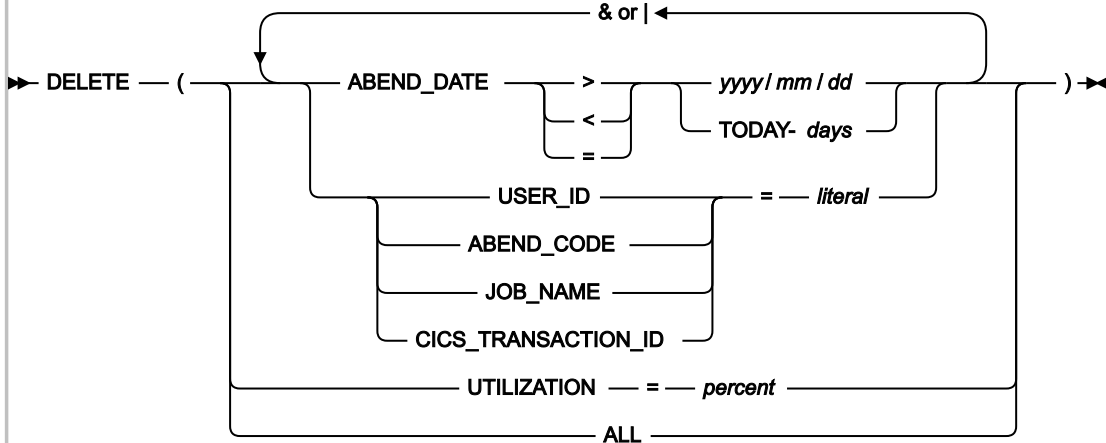 & or |
DELETE ( ABEND_DATE > yyyy / mm / dd )
< TODAY- days
=
USER_ID = literal
ABEND_CODE
JOB_NAME
CICS_TRANSACTION_ID
UTILIZATION = percent
ALL